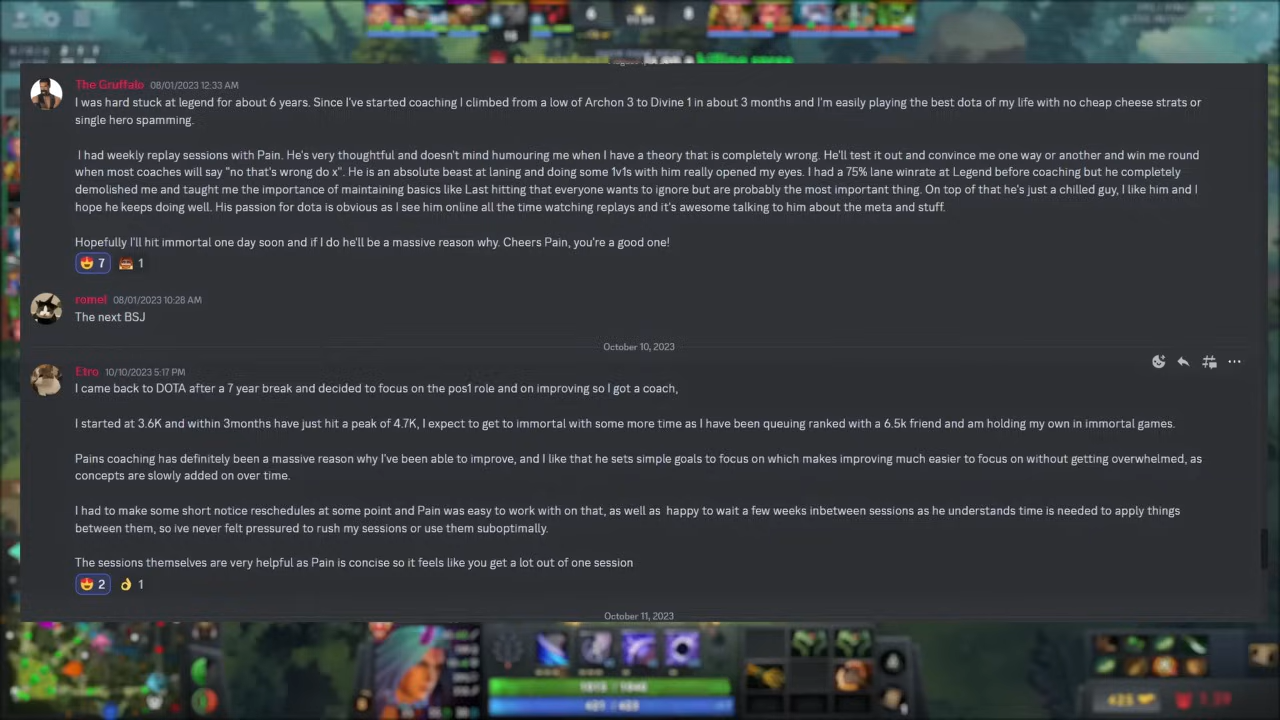 6
8
The Gruffalo 08/01/2023 12:33 AM
I was hard stuck at legend for about 6 years. Since I've started coaching I climbed from a low of Archon 3 to Divine 1 in about 3 months and I'm easily playing the best dota of my life with no cheap cheese strats or
single hero spamming.
I had weekly replay sessions with Pain. He's very thoughtful and doesn't mind humouring me when I have a theory that is completely wrong. He'll test it out and convince me one way or another and win me round
when most coaches will say "no that's wrong do x". He is an absolute beast at laning and doing some 1v1s with him really opened my eyes. I had a 75% lane winrate at Legend before coaching but he completely
demolished me and taught me the importance of maintaining basics like Last hitting that everyone wants to ignore but are probably the most important thing. On top of that he's just a chilled guy, I like him and I
hope he keeps doing well. His passion for dota is obvious as I see him online all the time watching replays and it's awesome talking to him about the meta and stuff.
Hopefully I'll hit immortal one day soon and if I do he'll be a massive reason why. Cheers Pain, you're a good one!
7 1
romel 08/01/2023 10:28 AM
The next BSJ
October 10, 2023
Etro 10/10/2023 5:17 PM
I came back to DOTA after a 7 year break and decided to focus on the pos1 role and on improving so I got a coach,
I started at 3.6K and within 3months have just hit a peak of 4.7K, I expect to get to immortal with some more time as I have been queuing ranked with a 6.5k friend and am holding my own in immortal games.
Pains coaching has definitely been a massive reason why I've been able to improve, and I like that he sets simple goals to focus on which makes improving much easier to focus on without getting overwhelmed, as
concepts are slowly added on over time.
I had to make some short notice reschedules at some point and Pain was easy to work with on that, as well as happy to wait a few weeks inbetween sessions as he understands time is needed to apply things
between them, so ive never felt pressured to rush my sessions or use them suboptimally.
The sessions themselves are very helpful as Pain is concise so it feels like you get a lot out of one session
2 1
October 11, 2023